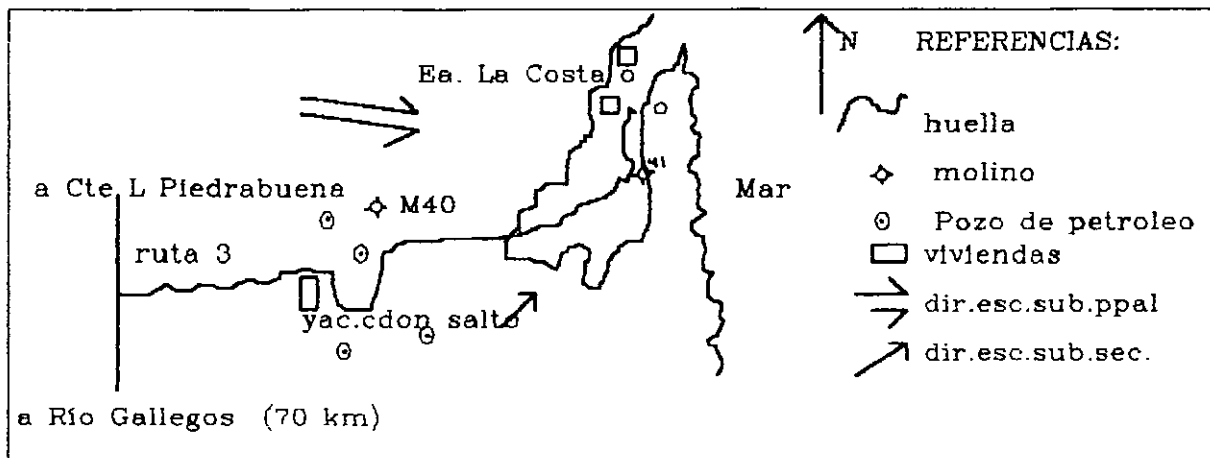 N REFERENCIAS:
Ea. La Costa
huella
41
molino
a Cte. L Piedrabuena
M40
Mar
Pozo de petroleo
ruta 3
viviendas
yac.cdon salto
dir.esc.sub.ppal
dir.esc.sub.sec.
a Río Gallegos (70 km)